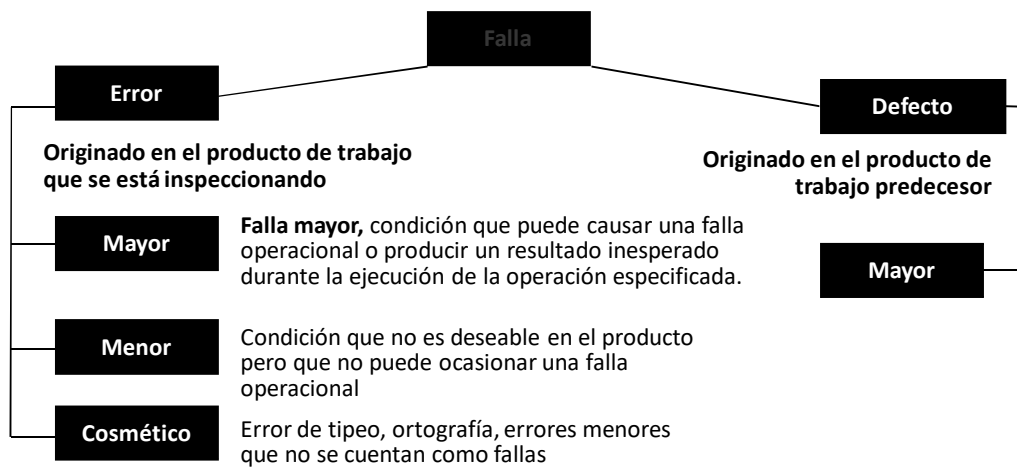 Falla
Error
Defecto
Originado en el producto de trabajo
que se está inspeccionando
Originado en el producto de
trabajo predecesor
Mayor
Falla mayor, condición que puede causar una falla
operacional o producir un resultado inesperado
durante la ejecución de la operación especificada.
Mayor
Menor
Condición que no es deseable en el producto
pero que no puede ocasionar una falla
operacional
Cosmético
Error de tipeo, ortografía, errores menores
que no se cuentan como fallas